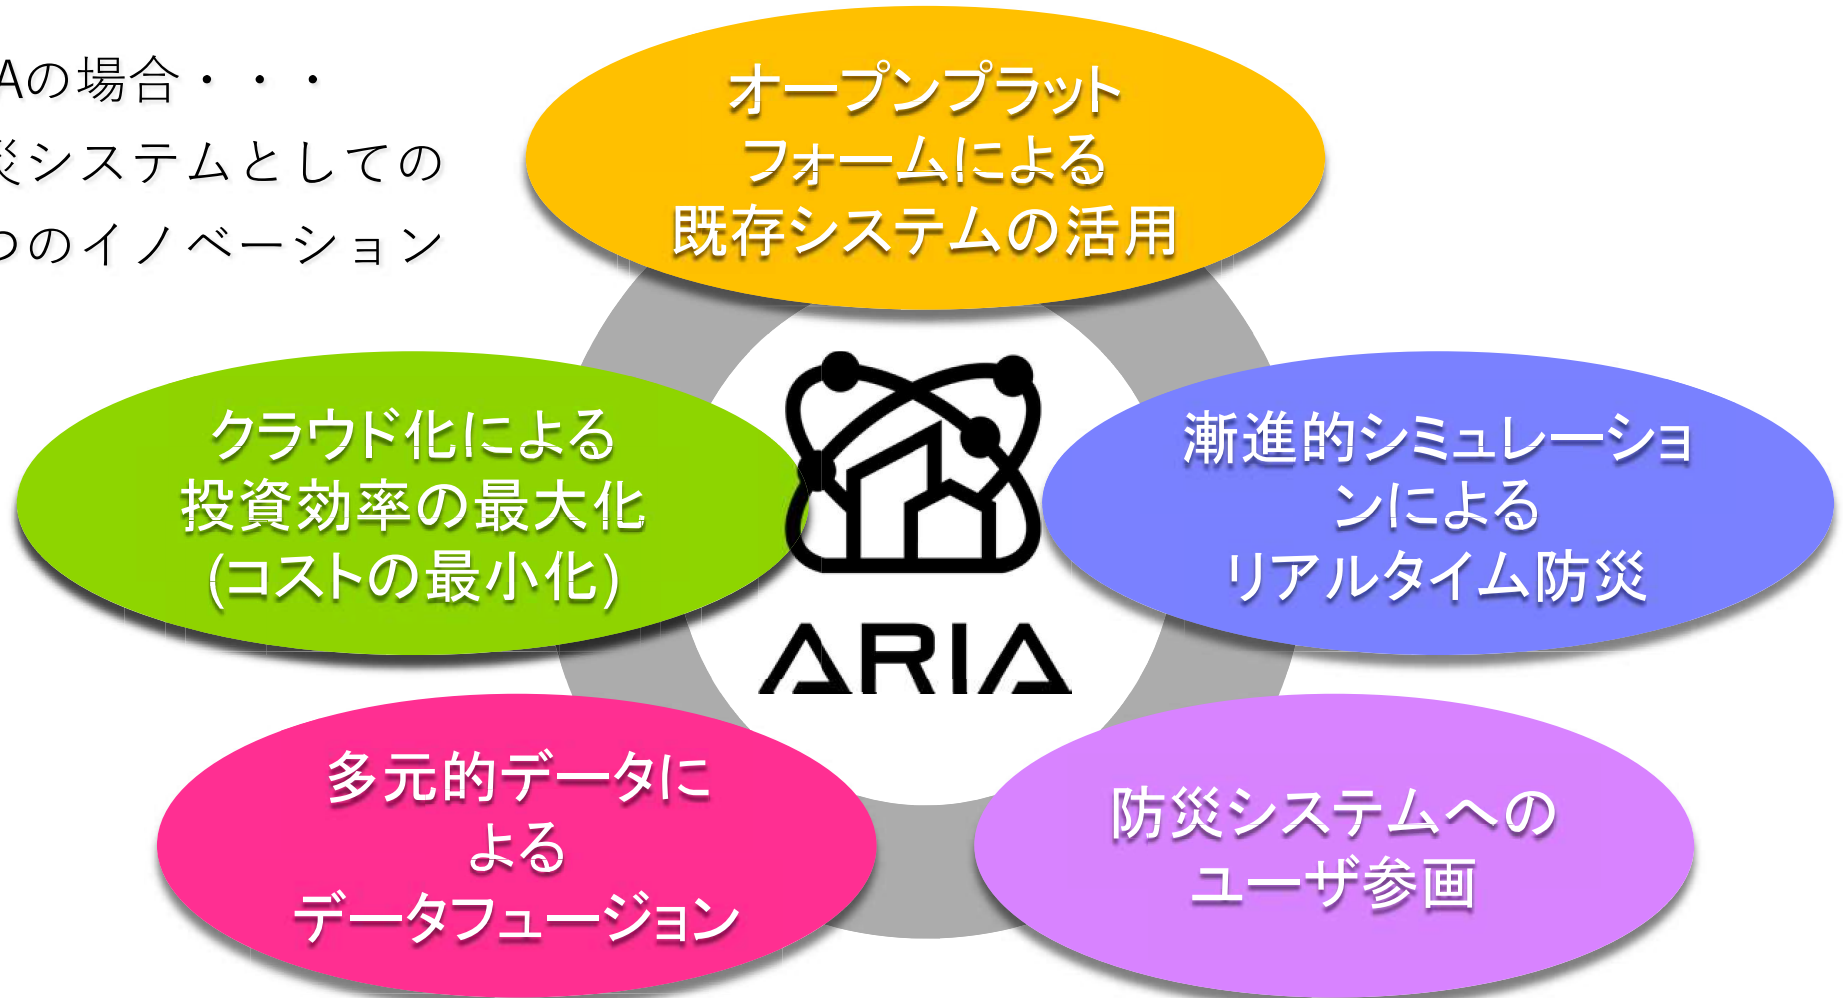 Aの場合・・・
災システムとしての
つのイノベーション
オープンプラット
フォームによる
既存システムの活用
クラウド化による
投資効率の最大化
(コストの最小化)
漸進的シミュレーショ
ンによる
リアルタイム防災
ARIA
多元的データに
よる
データフュージョン
防災システムへの
ユーザ参画